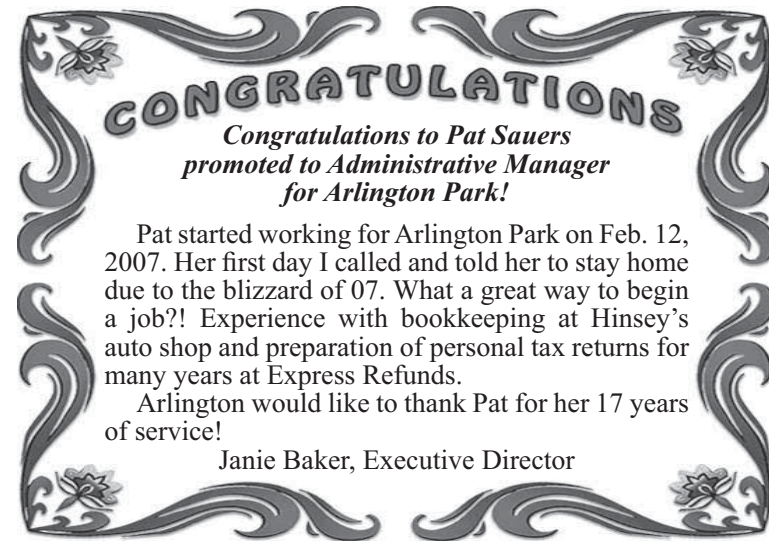 CONGRATULATIONS
Congratulations to Pat Sauers
promoted to Administrative Manager
for Arlington Park!
Pat started working for Arlington Park on Feb. 12,
2007. Her first day I called and told her to stay home
due to the blizzard of 07. What a great way to begin
a job?! Experience with bookkeeping at Hinsey's
auto shop and preparation of personal tax returns for
many years at Express Refunds.
Arlington would like to thank Pat for her 17 years
of service!
Janie Baker, Executive Director